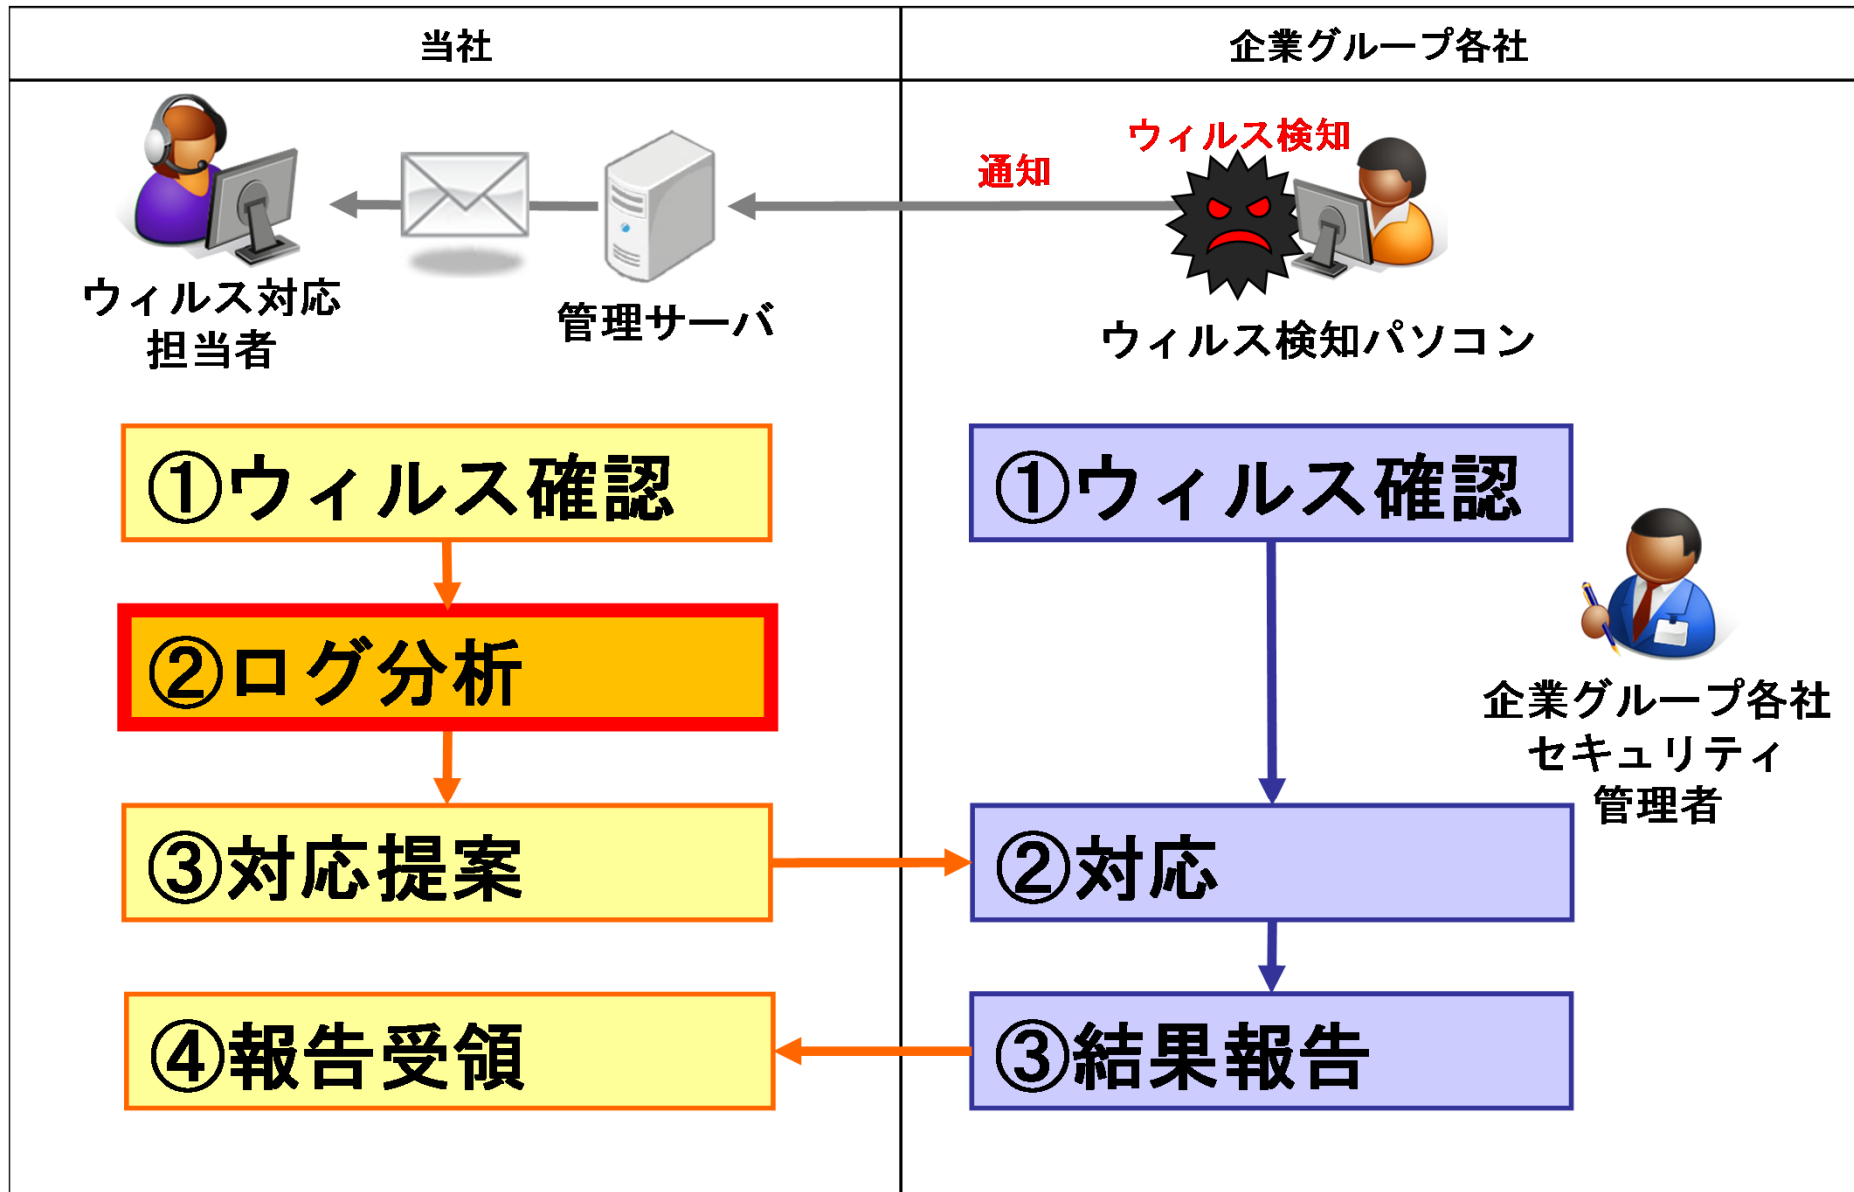 当社
企業グループ各社
ウィルス検知
通知
ウィルス対応
担当者
管理サーバ
ウィルス検知パソコン
①ウィルス確認
①ウィルス確認
②ログ分析
企業グループ各社
セキュリティ
管理者
③対応提案
②対応
④報告受領
③結果報告